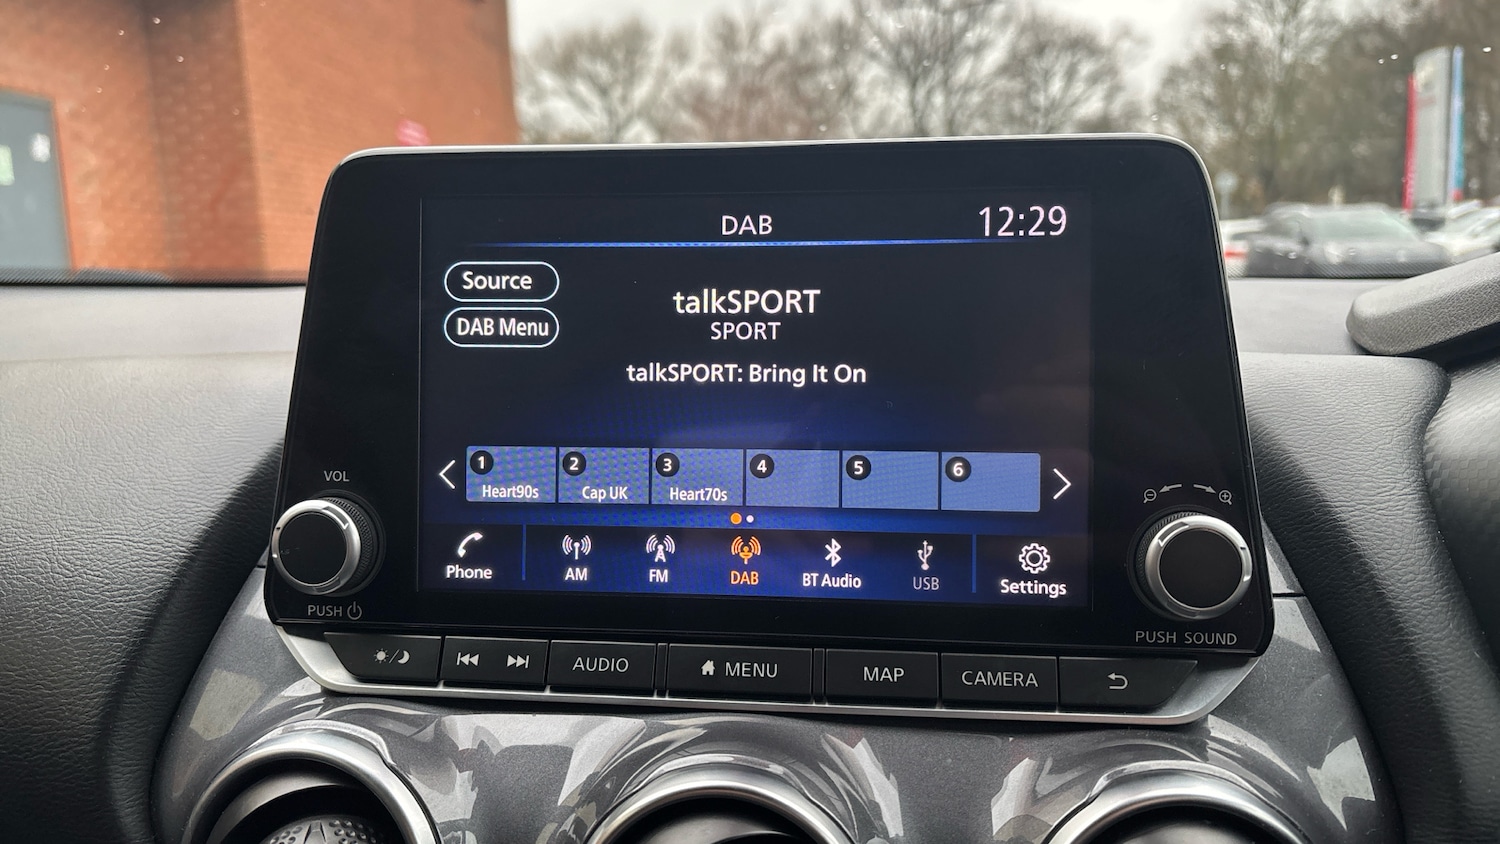 DAB
12:29
Source
DAB Menu
talkSPORT
SPORT
talkSPORT: Bring It On
1
Heart90s
2
Cap UK
3
Heart70s
4
5
6
Phone
AM
FM
DAB
BT Audio
USB
Settings
VOL
PUSH
PUSH SOUND
AUDIO
MENU
MAP
CAMERA